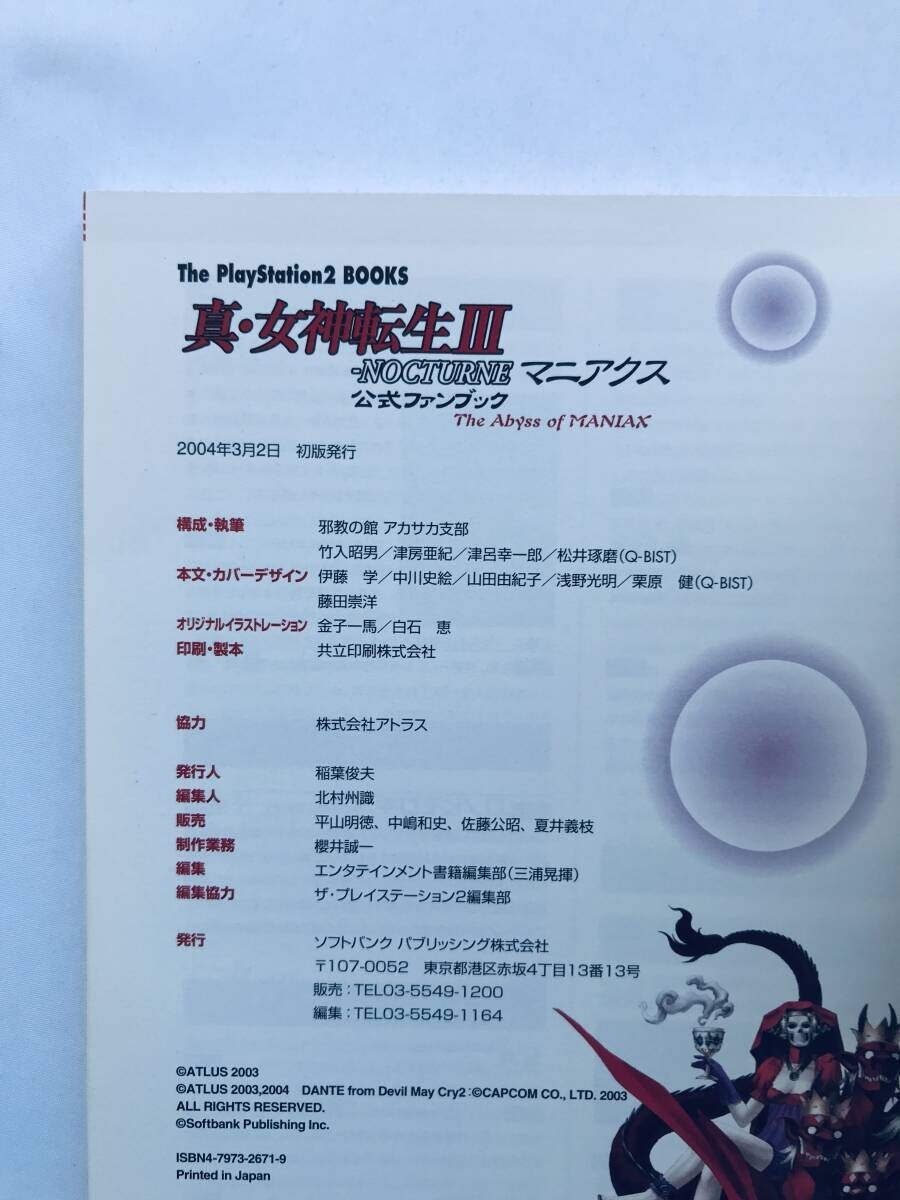 The PlayStation2 BOOKS
真・女神転生III
-NOCTURNE マニアクス
公式ファンブック
The Abyss of MANIAX
2004年3月2日 初版発行
構成・執筆 邪教の館 アカサカ支部
竹入昭男／津房亜紀／津呂幸一郎／松井琢磨(Q-BIST)
本文・カバーデザイン 伊藤 学／中川史絵／山田由紀子／浅野光明／栗原 健(Q-BIST)
藤田崇洋
オリジナルイラストレーション 金子一馬／白石 恵
印刷・製本 共立印刷株式会社
協力 株式会社アトラス
発行人 稲葉俊夫
編集人 北村州識
販売 平山明徳、中嶋和史、佐藤公昭、夏井義枝
制作業務 櫻井誠一
編集 エンタテインメント書籍編集部(三浦晃揮)
編集協力 ザ・プレイステーション2編集部
発行 ソフトバンク パブリッシング株式会社
〒107-0052 東京都港区赤坂4丁目13番13号
販売：TEL03-5549-1200
編集：TEL03-5549-1164
©ATLUS 2003
©ATLUS 2003,2004 DANTE from Devil May Cry2:©CAPCOM CO., LTD. 2003
ALL RIGHTS RESERVED.
©Softbank Publishing Inc.
ISBN4-7973-2671-9
Printed in Japan